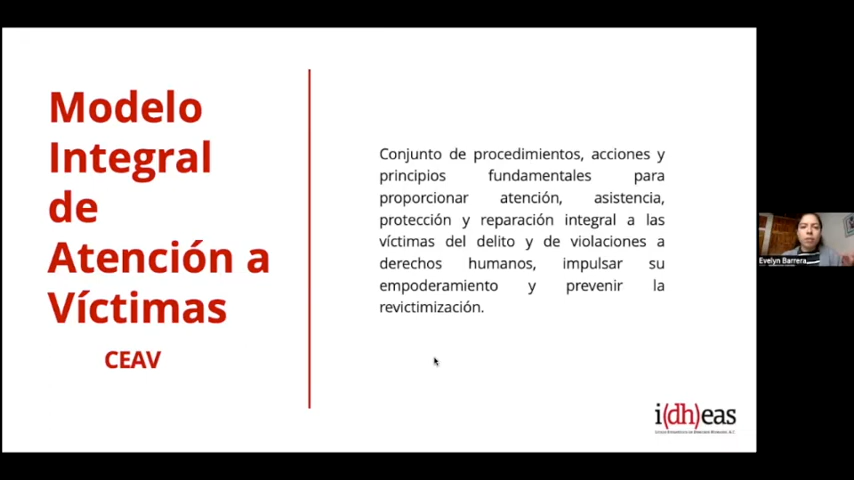 Modelo
Integral
de
Atención a
Víctimas
CEAV
Conjunto de procedimientos, acciones y
principios fundamentales para
proporcionar atención, asistencia,
protección y reparación integral a las
víctimas del delito y de violaciones a
derechos humanos, impulsar su
empoderamiento y prevenir la
revictimización.
i(dh)eas
Evelyn Barrera